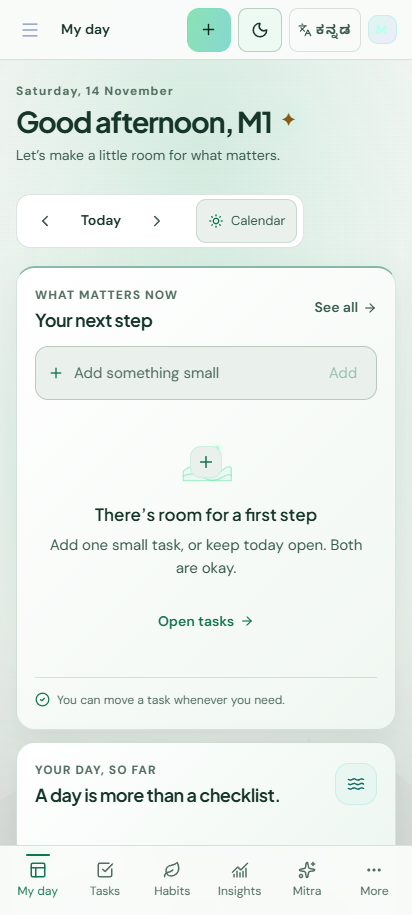 My day
ಕನ್ನಡ
Saturday, 14 November
Good afternoon, M1
Let’s make a little room for what matters.
Today
Calendar
WHAT MATTERS NOW
Your next step
See all
Add something small
Add
There’s room for a first step
Add one small task, or keep today open. Both
are okay.
Open tasks
You can move a task whenever you need.
YOUR DAY, SO FAR
A day is more than a checklist.
My day
Tasks
Habits
Insights
Mitra
More